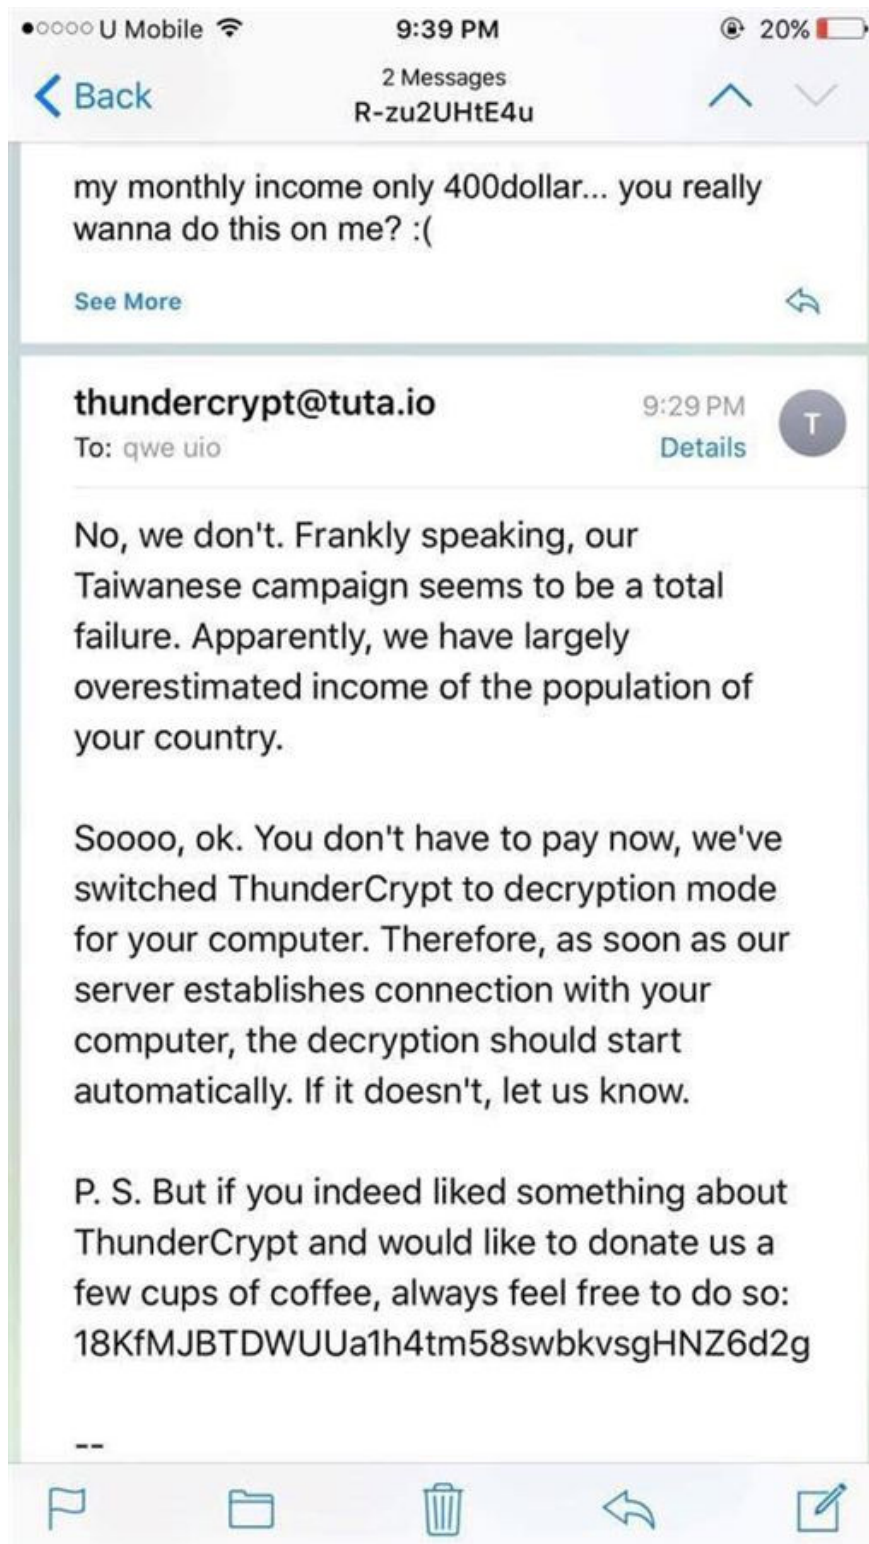 U Mobile 9:39 PM 20%
Back
2 Messages
R-zu2UHtE4u
my monthly income only 400dollar... you really
wanna do this on me? :(
See More
thundercrypt@tuta.io 9:29 PM T
To: qwe uio Details
No, we don't. Frankly speaking, our
Taiwanese campaign seems to be a total
failure. Apparently, we have largely
overestimated income of the population of
your country.
Soooo, ok. You don't have to pay now, we've
switched ThunderCrypt to decryption mode
for your computer. Therefore, as soon as our
server establishes connection with your
computer, the decryption should start
automatically. If it doesn't, let us know.
P. S. But if you indeed liked something about
ThunderCrypt and would like to donate us a
few cups of coffee, always feel free to do so:
18KfMJBTDWUUa1h4tm58swbkvsgHNZ6d2g
--